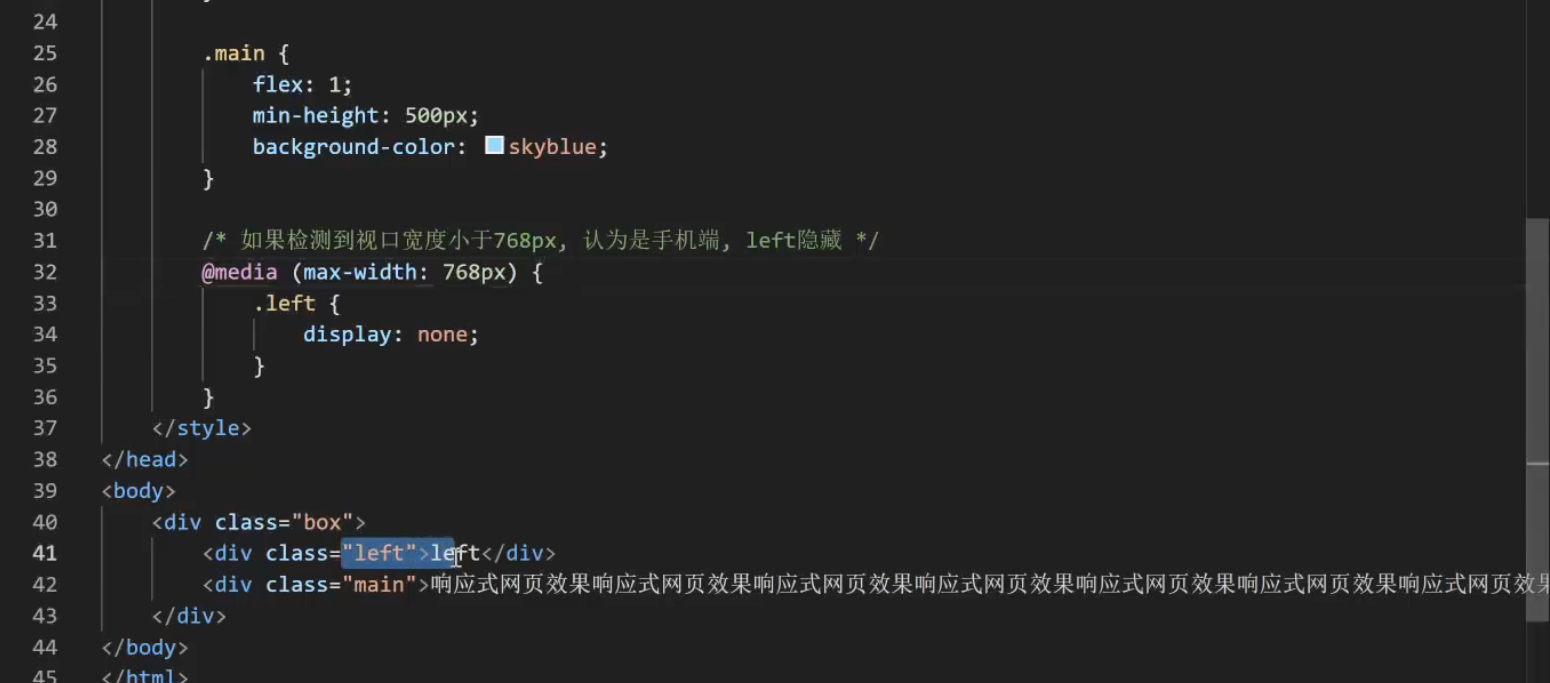 24
25 .main {
26 flex: 1;
27 min-height: 500px;
28 background-color: skyblue;
29 }
30
31 /* 如果检测到视口宽度小于768px, 认为是手机端, left隐藏 */
32 @media (max-width: 768px) {
33 .left {
34 display: none;
35 }
36 }
37 </style>
38 </head>
39 <body>
40 <div class="box">
41 <div class="left">left</div>
42 <div class="main">响应式网页效果响应式网页效果响应式网页效果响应式网页效果响应式网页效果响应式网页效果响应式网页效果
43 </div>
44 </body>
45 </html>